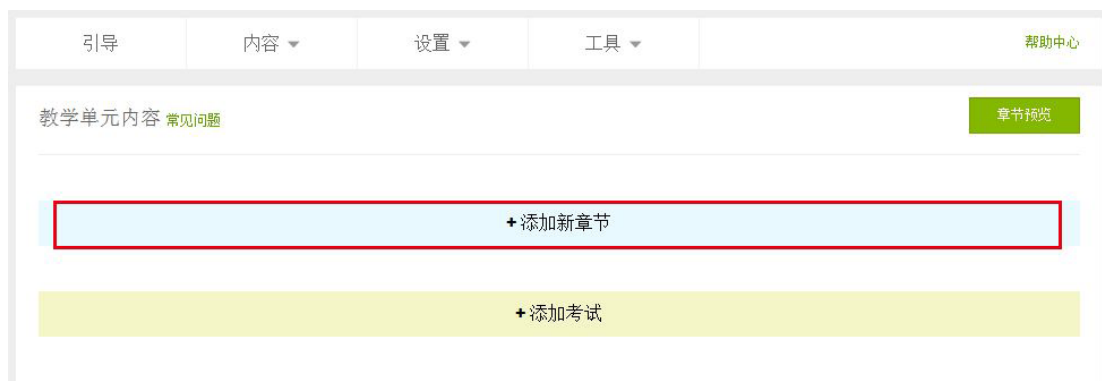 引导 内容 设置 工具 帮助中心
教学单元内容 常见问题 章节预览
+添加新章节
+添加考试